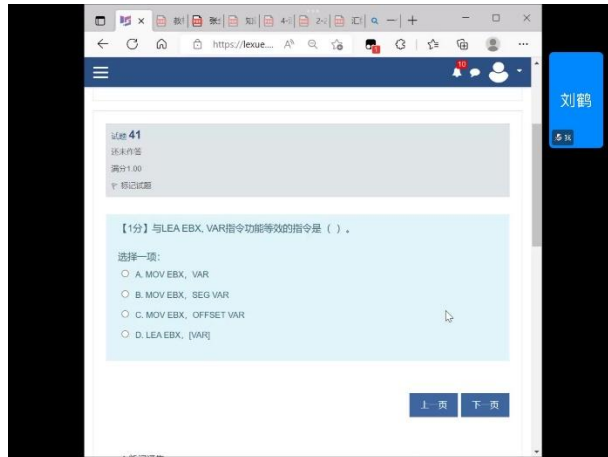 https://lexue....
10
刘鹤
试题 41
还未作答
满分1.00
标记试题
【1分】与LEA EBX, VAR指令功能等效的指令是（ ）。
选择一项：
A. MOV EBX, VAR
B. MOV EBX, SEG VAR
C. MOV EBX, OFFSET VAR
D. LEA EBX, [VAR]
上一页 下一页